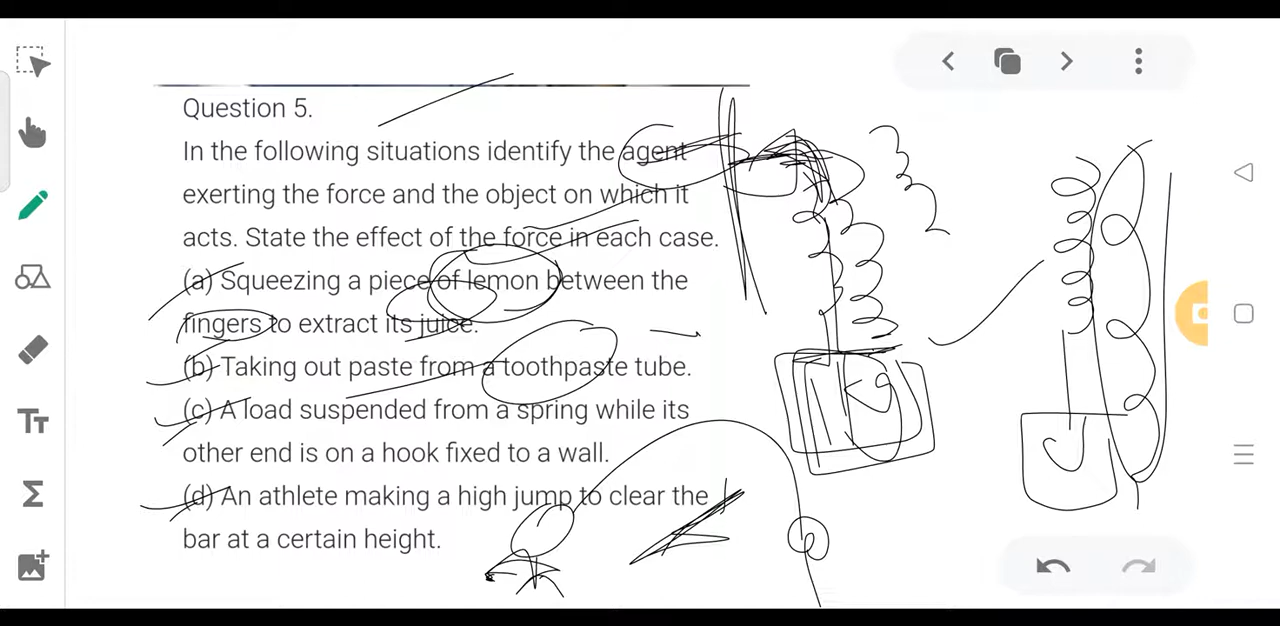 Question 5.
In the following situations identify the agent
exerting the force and the object on which it
acts. State the effect of the force in each case.
(a) Squeezing a piece of lemon between the
fingers to extract its juice.
(b) Taking out paste from a toothpaste tube.
(c) A load suspended from a spring while its
other end is on a hook fixed to a wall.
(d) An athlete making a high jump to clear the
bar at a certain height.